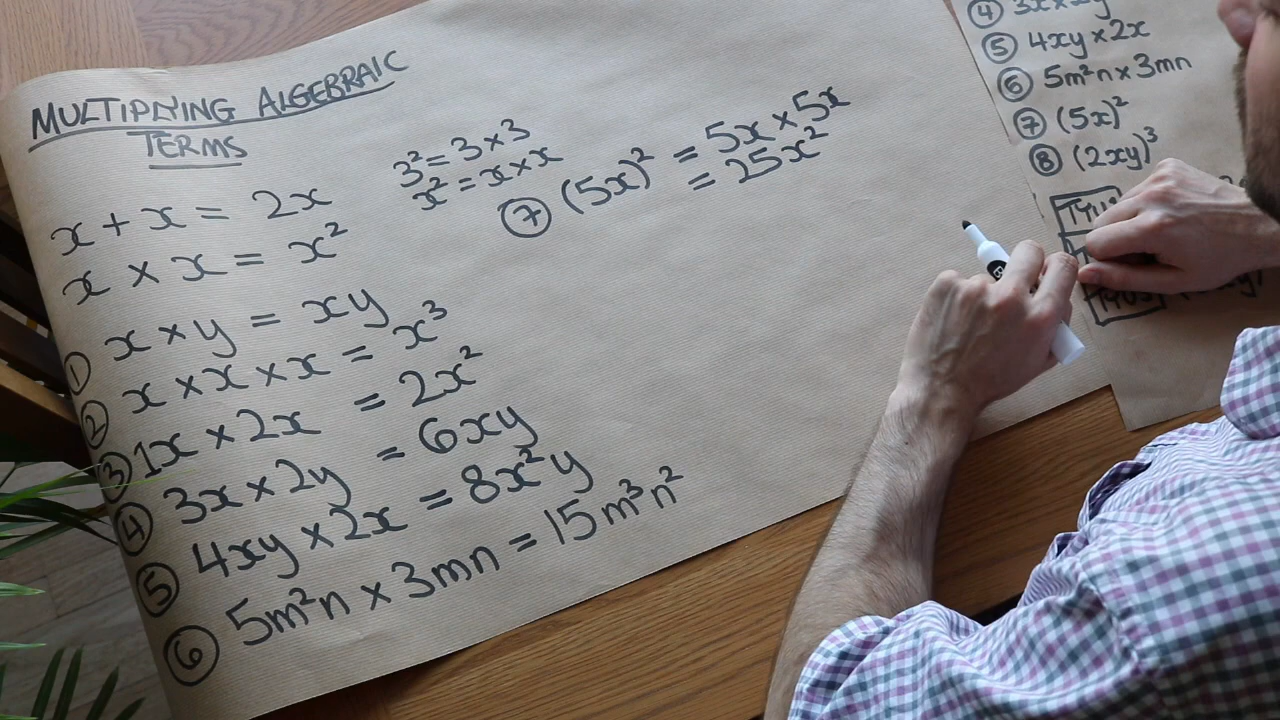 MULTIPLYING ALGEBRAIC
TERMS
x + x = 2x
x × x = x²
3² = 3 × 3
x² = x × x
① x × y = xy
② x × x × x = x³
③ 1x × 2x = 2x²
④ 3x × 2y = 6xy
⑤ 4xy × 2x = 8x²y
⑥ 5m²n × 3mn = 15m³n²
⑦ (5x)² = 5x × 5x
= 25x²
④ 3x × 2y
⑤ 4xy × 2x
⑥ 5m²n × 3mn
⑦ (5x)²
⑧ (2xy)³